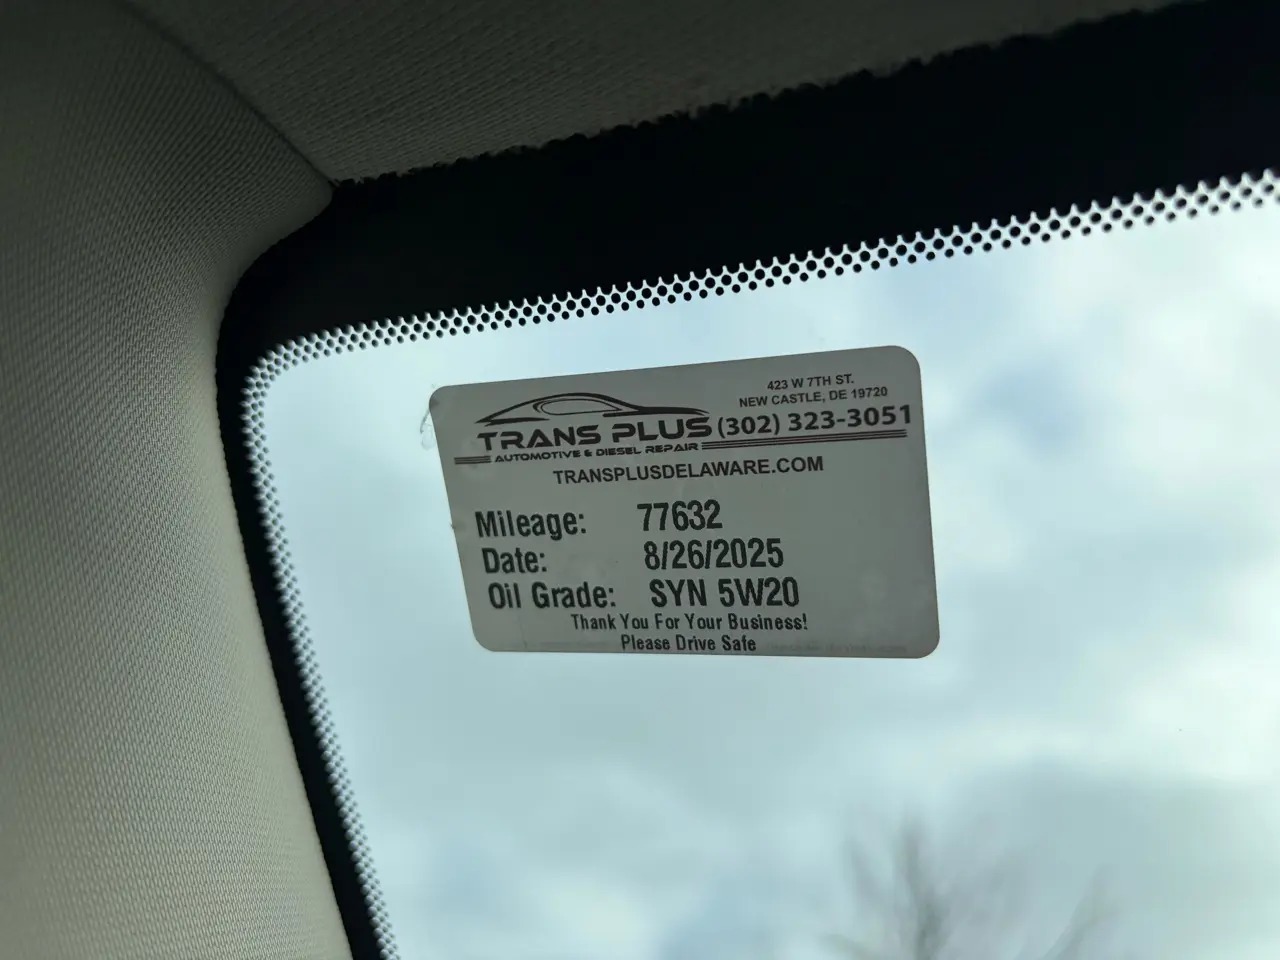 423 W 7TH ST.
NEW CASTLE, DE 19720
TRANS PLUS (302) 323-3051
AUTOMOTIVE & DIESEL REPAIR
TRANSPLUSDELAWARE.COM
Mileage: 77632
Date: 8/26/2025
Oil Grade: SYN 5W20
Thank You For Your Business!
Please Drive Safe